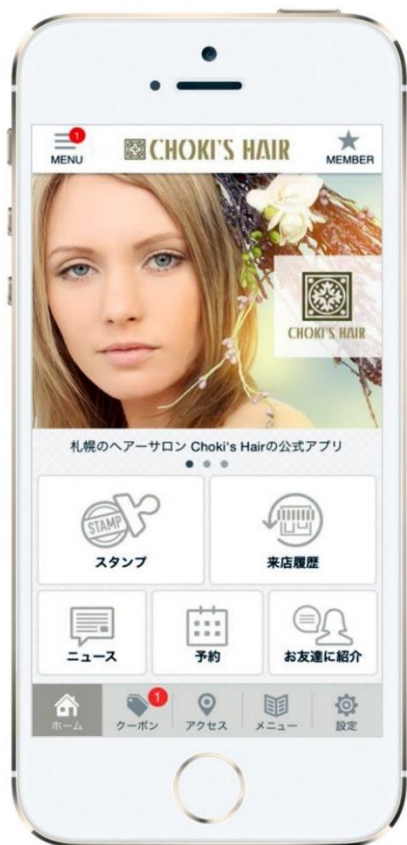 1
MENU
CHOKI'S HAIR
MEMBER
CHOKI'S HAIR
札幌のヘアーサロン Choki's Hairの公式アプリ
STAMP
スタンプ
来店履歴
ニュース
予約
お友達に紹介
1
ホーム
クーポン
アクセス
メニュー
設定